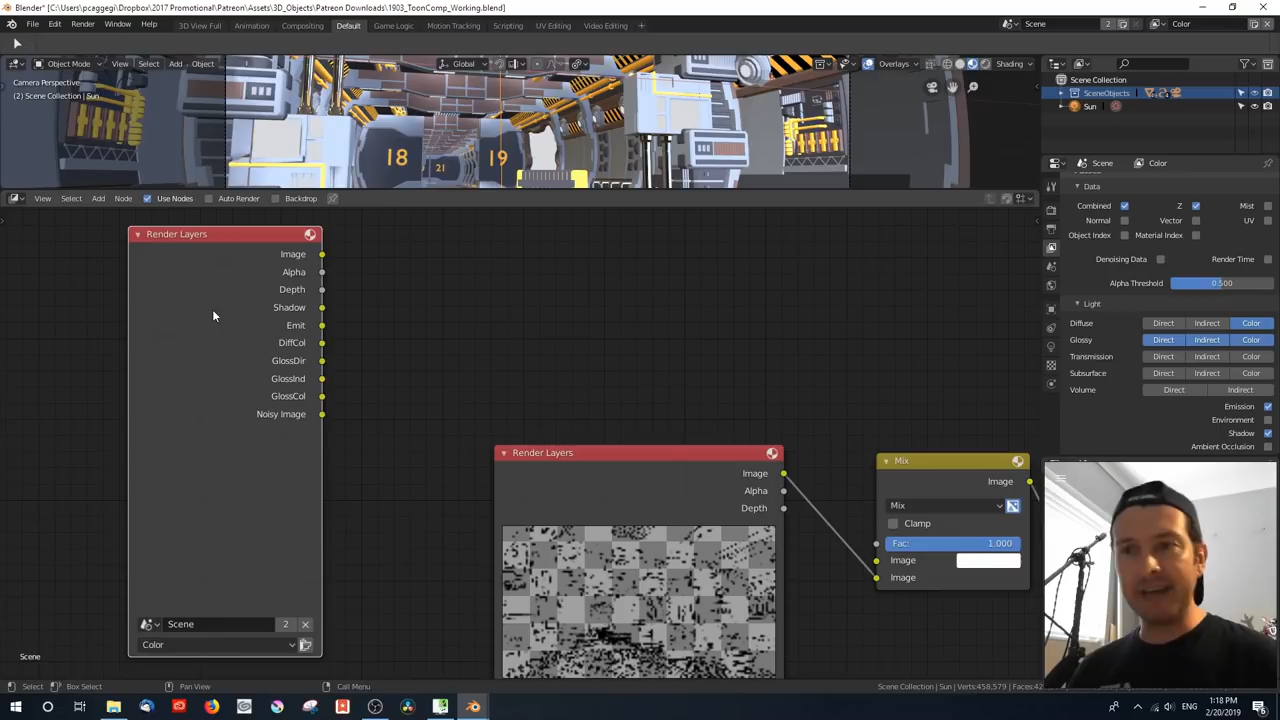 Blender* [C:\Users\pcaggegi\Dropbox\2017 Promotional\Patreon\Assets\3D_Objects\Patreon Downloads\1903_ToonComp_Working.blend]
File Edit Render Window Help 3D View Full Animation Compositing Default Game Logic Motion Tracking Scripting UV Editing Video Editing Scene 2 Color
Object Mode View Select Add Object Global Overlays Shading
Camera Perspective
(2) Scene Collection | Sun
18 21 19
Scene Collection
SceneObjects
Sun
Scene Color
Data
Combined Z Mist
Normal Vector UV
Object Index Material Index
Denoising Data Render Time
Alpha Threshold 0.500
Light
Diffuse Direct Indirect Color
Glossy Direct Indirect Color
Transmission Direct Indirect Color
Subsurface Direct Indirect Color
Volume Direct Indirect
Emission
Environment
Shadow
Ambient Occlusion
View Select Add Node Use Nodes Auto Render Backdrop
Render Layers
Image
Alpha
Depth
Shadow
Emit
DiffCol
GlossDir
GlossInd
GlossCol
Noisy Image
Scene 2
Color
Render Layers
Image
Alpha
Depth
Mix
Image
Mix
Clamp
Fac: 1.000
Image
Image
Scene
Select Box Select Pan View Call Menu Scene Collection | Sun | Verts:458,579 | Faces:42
1:18 PM
2/20/2019